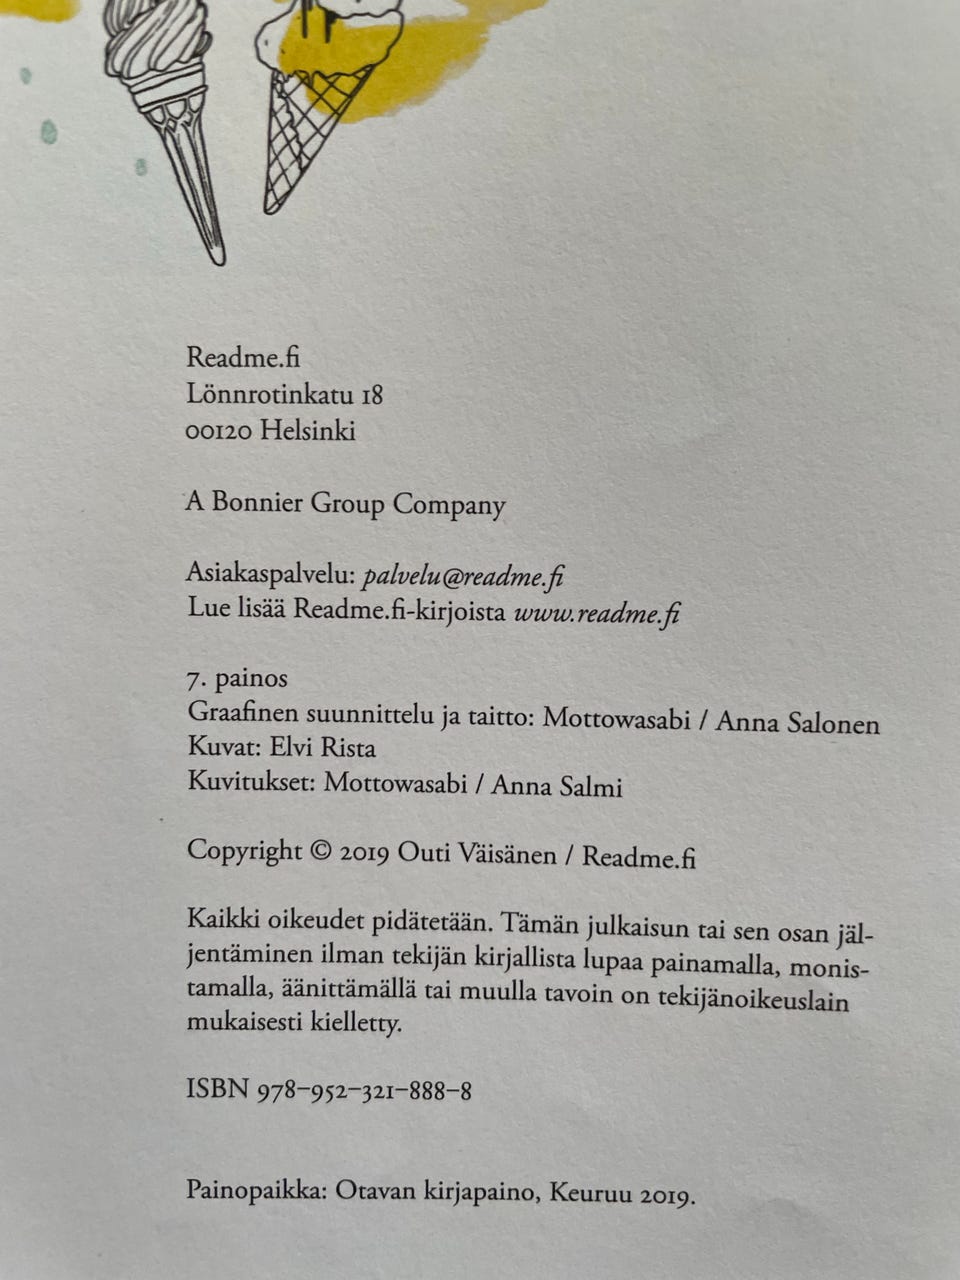 Readme.fi
Lönnrotinkatu 18
00120 Helsinki
A Bonnier Group Company
Asiakaspalvelu: palvelu@readme.fi
Lue lisää Readme.fi-kirjoista www.readme.fi
7. painos
Graafinen suunnittelu ja taitto: Mottowasabi / Anna Salonen
Kuvat: Elvi Rista
Kuvitukset: Mottowasabi / Anna Salmi
Copyright © 2019 Outi Väisänen / Readme.fi
Kaikki oikeudet pidätetään. Tämän julkaisun tai sen osan jäl-
jentäminen ilman tekijän kirjallista lupaa painamalla, monis-
tamalla, äänittämällä tai muulla tavoin on tekijänoikeuslain
mukaisesti kielletty.
ISBN 978–952–321–888–8
Painopaikka: Otavan kirjapaino, Keuruu 2019.